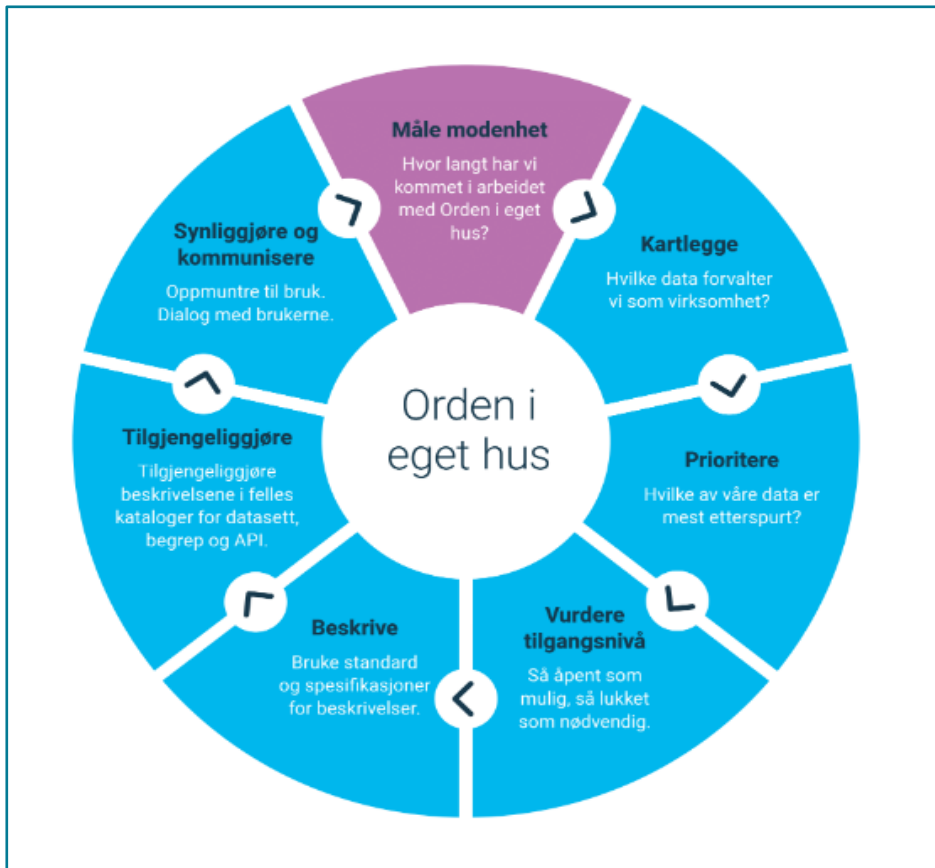 Måle modenhet
Hvor langt har vi
kommet i arbeidet
med Orden i eget
hus?
Kartlegge
Hvilke data forvalter
vi som virksomhet?
Prioritere
Hvilke av våre data er
mest etterspurt?
Vurdere
tilgangsnivå
Så åpent som
mulig, så lukket
som nødvendig.
Beskrive
Bruke standard
og spesifikasjoner
for beskrivelser.
Tilgjengeliggjøre
Tilgjengeliggjøre
beskrivelsene i felles
kataloger for datasett,
begrep og API.
Synliggjøre og
kommunisere
Oppmuntre til bruk.
Dialog med brukerne.
Orden i
eget hus